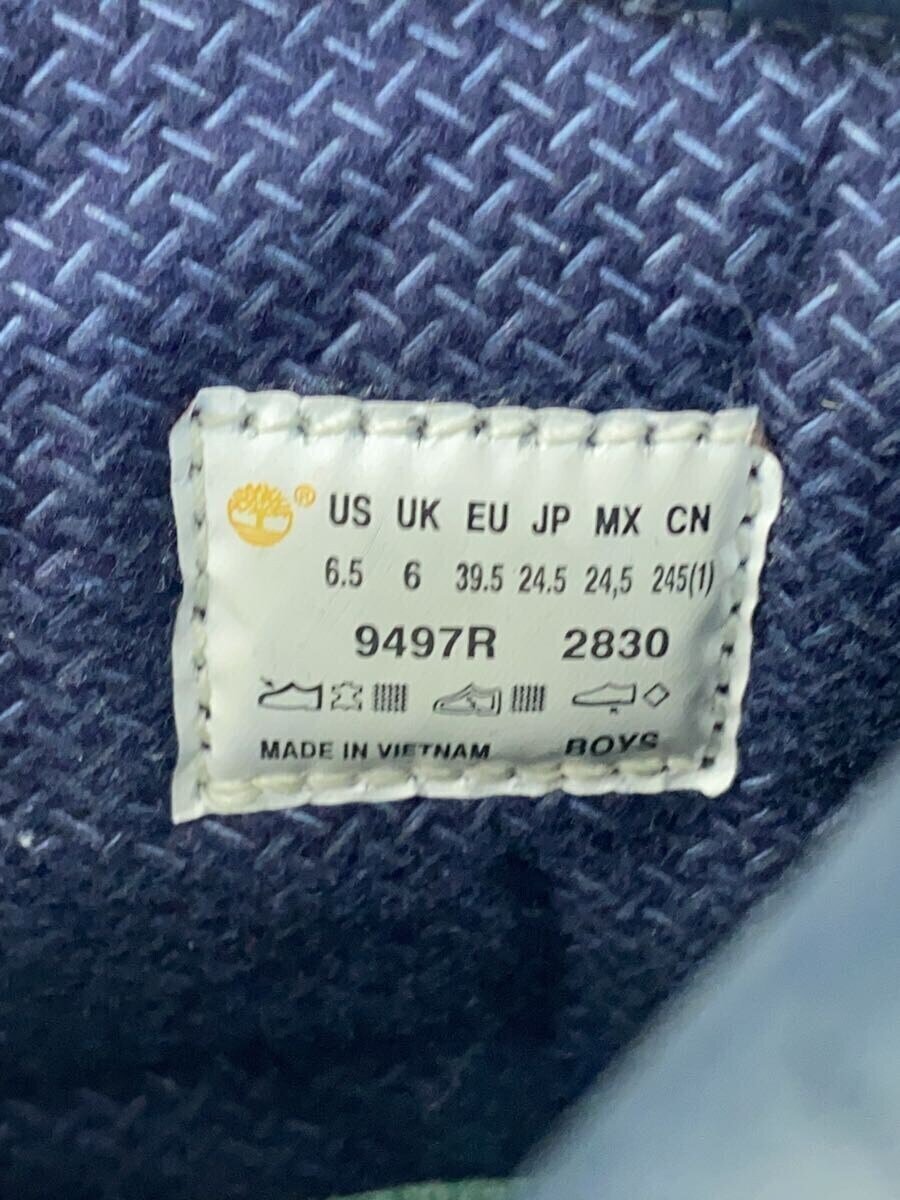 ® US UK EU JP MX CN
6.5 6 39.5 24.5 24,5 245(1)
9497R 2830
MADE IN VIETNAM BOYS